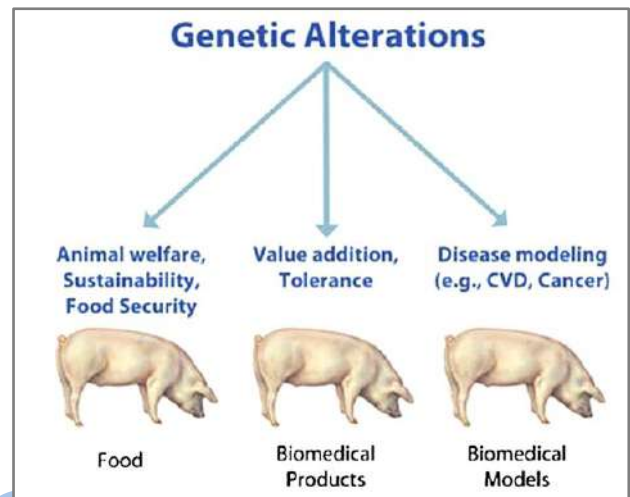 Genetic Alterations
Animal welfare,
Sustainability,
Food Security
Value addition,
Tolerance
Disease modeling
(e.g., CVD, Cancer)
Food
Biomedical
Products
Biomedical
Models